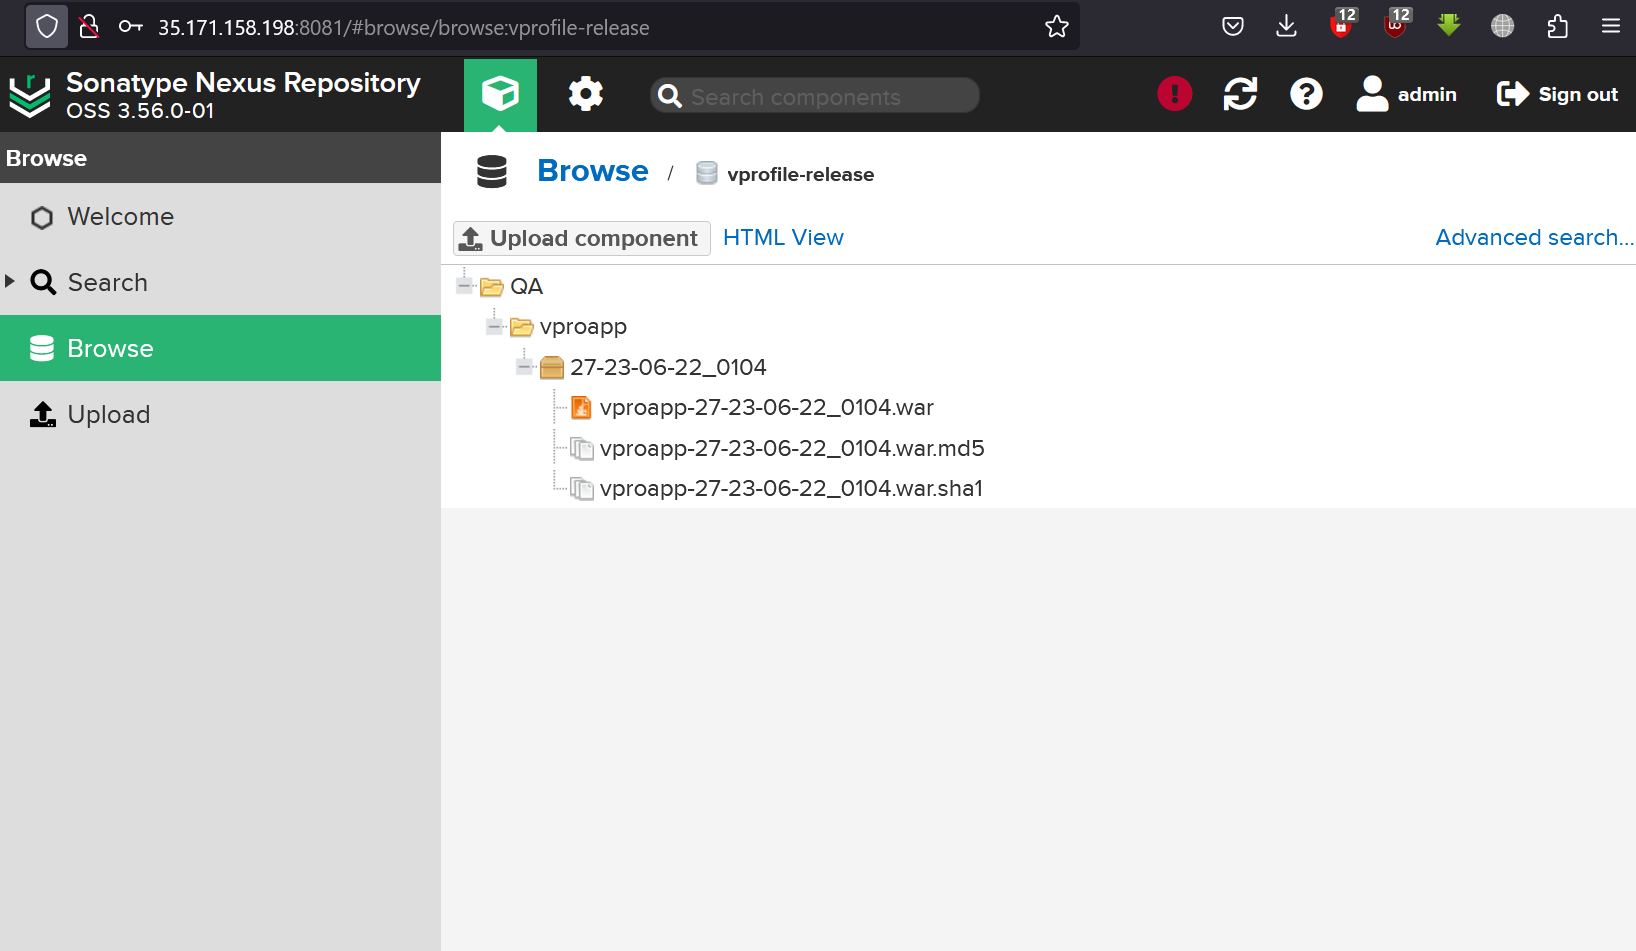 35.171.158.198:8081/#browse/browse:vprofile-release
12
12
Sonatype Nexus Repository
OSS 3.56.0-01
Search components
admin
Sign out
Browse
Welcome
Search
Browse
Upload
Browse / vprofile-release
Upload component
HTML View
Advanced search...
QA
vproapp
27-23-06-22_0104
vproapp-27-23-06-22_0104.war
vproapp-27-23-06-22_0104.war.md5
vproapp-27-23-06-22_0104.war.sha1